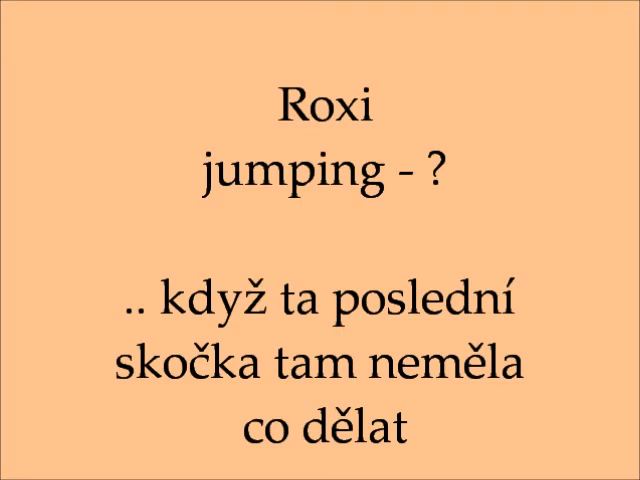 Roxi
jumping - ?
.. když ta poslední
skočka tam neměla
co dělat